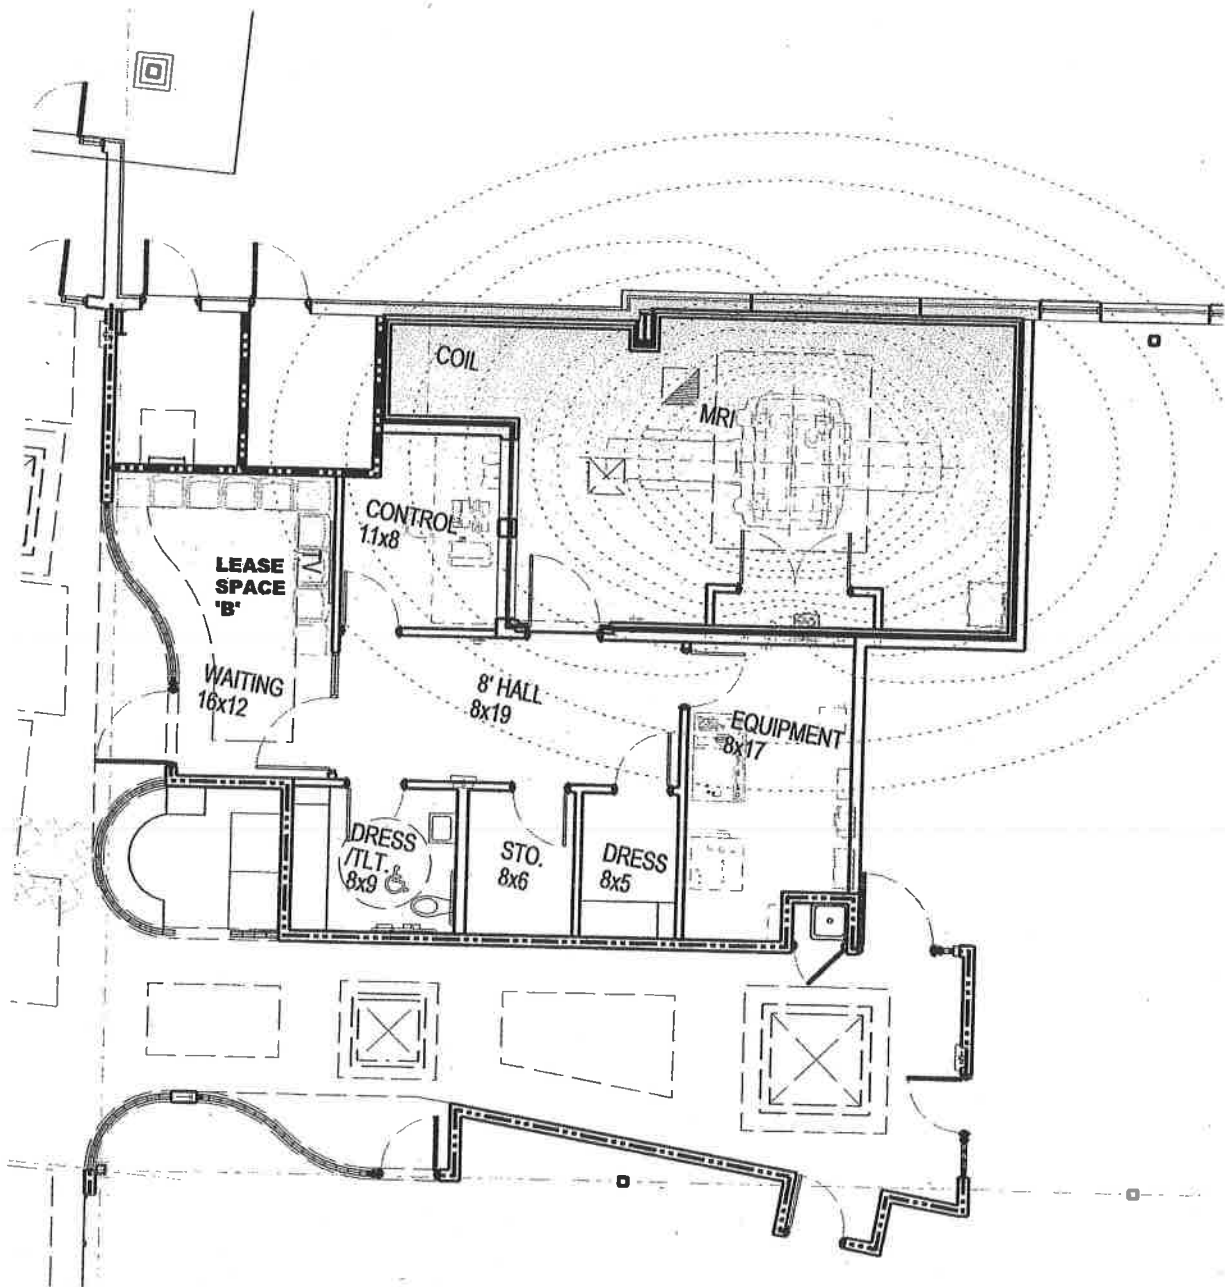 COIL
MRI
CONTROL
11x8
LEASE
SPACE
'B'
TV
WAITING
16x12
8' HALL
8x19
EQUIPMENT
8x17
DRESS
/TLT.
8x9
STO.
8x6
DRESS
8x5